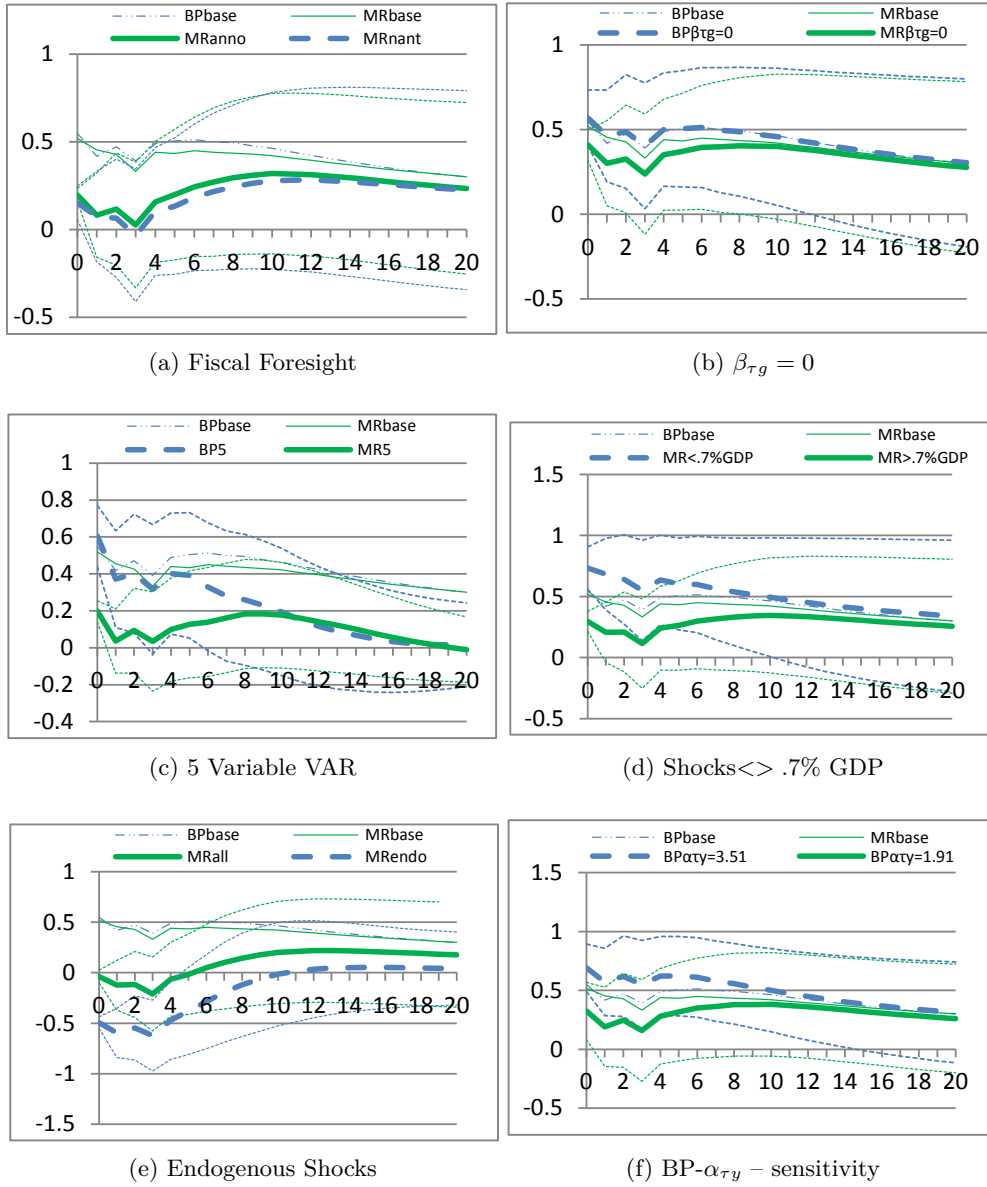 BPbase MRbase
MRanno MRnant
1
0.5
0
-0.5
0 2 4 6 8 10 12 14 16 18 20
(a) Fiscal Foresight
BPbase MRbase
BPβτg=0 MRβτg=0
1
0.5
0
-0.5
0 2 4 6 8 10 12 14 16 18 20
(b) βτg = 0
BPbase MRbase
BP5 MR5
1
0.8
0.6
0.4
0.2
0
-0.2
-0.4
0 2 4 6 8 10 12 14 16 18 20
(c) 5 Variable VAR
BPbase MRbase
MR<.7%GDP MR>.7%GDP
1.5
1
0.5
0
-0.5
0 2 4 6 8 10 12 14 16 18 20
(d) Shocks<> .7% GDP
BPbase MRbase
MRall MRendo
1
0.5
0
-0.5
-1
-1.5
0 2 4 6 8 10 12 14 16 18 20
(e) Endogenous Shocks
BPbase MRbase
BPατy=3.51 BPατy=1.91
1.5
1
0.5
0
-0.5
0 2 4 6 8 10 12 14 16 18 20
(f) BP-ατy – sensitivity